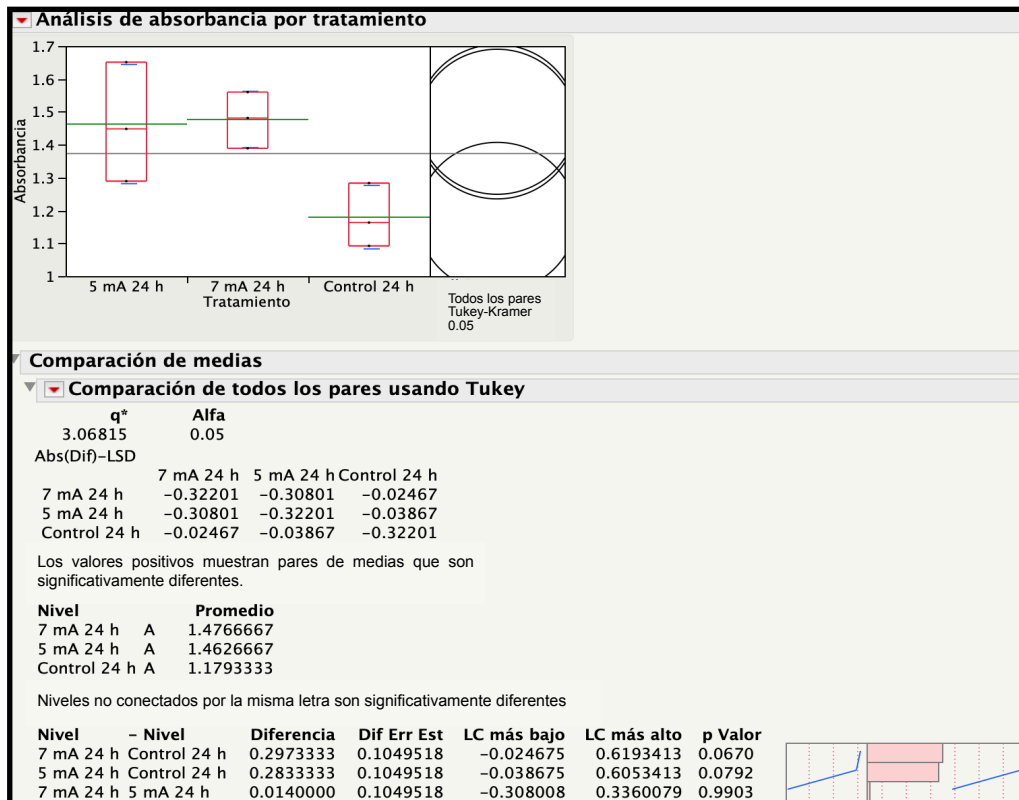 Análisis de absorbancia por tratamiento
1.7
1.6
1.5
1.4
1.3
1.2
1.1
1
Absorbancia
5 mA 24 h 7 mA 24 h Control 24 h
Tratamiento
Todos los pares
Tukey-Kramer
0.05
Comparación de medias
Comparación de todos los pares usando Tukey
q* Alfa
3.06815 0.05
Abs(Dif)-LSD
7 mA 24 h 5 mA 24 h Control 24 h
7 mA 24 h -0.32201 -0.30801 -0.02467
5 mA 24 h -0.30801 -0.32201 -0.03867
Control 24 h -0.02467 -0.03867 -0.32201
Los valores positivos muestran pares de medias que son
significativamente diferentes.
Nivel Promedio
7 mA 24 h A 1.4766667
5 mA 24 h A 1.4626667
Control 24 h A 1.1793333
Niveles no conectados por la misma letra son significativamente diferentes
Nivel - Nivel Diferencia Dif Err Est LC más bajo LC más alto p Valor
7 mA 24 h Control 24 h 0.2973333 0.1049518 -0.024675 0.6193413 0.0670
5 mA 24 h Control 24 h 0.2833333 0.1049518 -0.038675 0.6053413 0.0792
7 mA 24 h 5 mA 24 h 0.0140000 0.1049518 -0.308008 0.3360079 0.9903